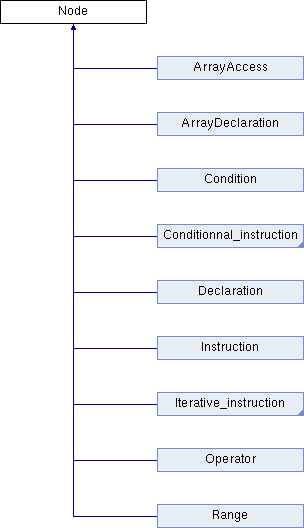 Node
ArrayAccess
ArrayDeclaration
Condition
Conditionnal_instruction
Declaration
Instruction
Iterative_instruction
Operator
Range